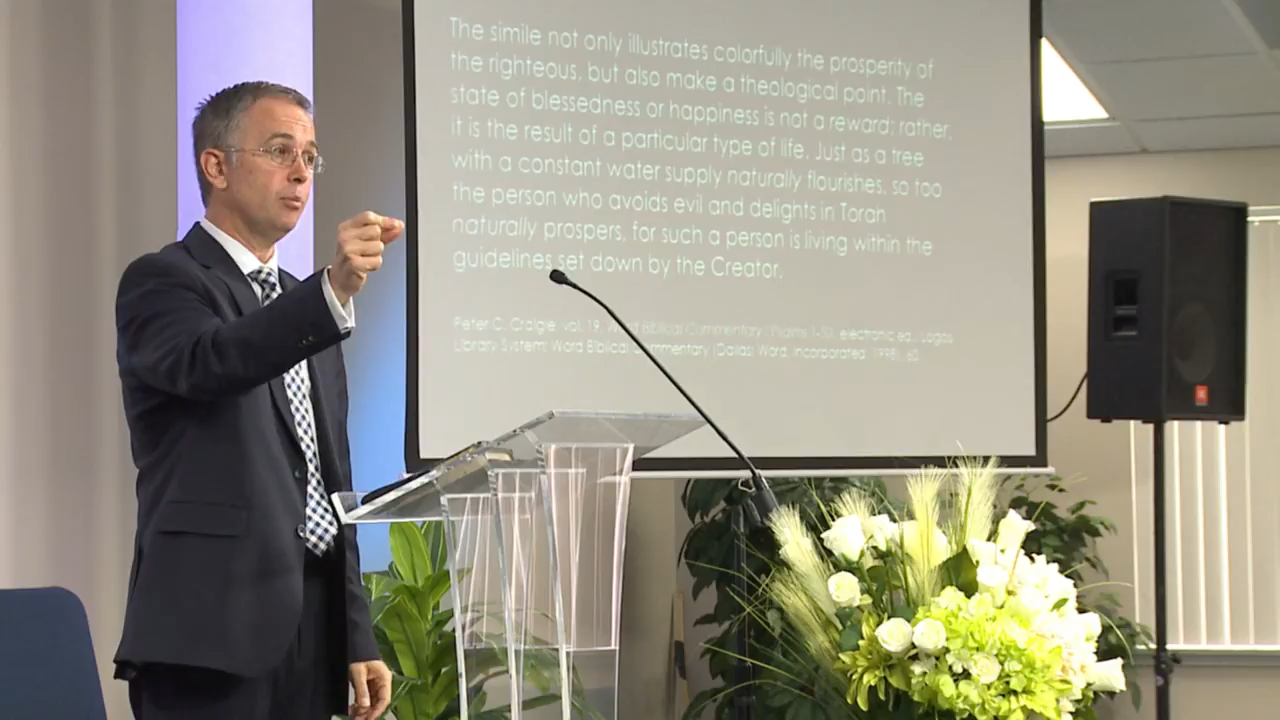 The simile not only illustrates colorfully the prosperity of
the righteous, but also make a theological point. The
state of blessedness or happiness is not a reward; rather,
it is the result of a particular type of life. Just as a tree
with a constant water supply naturally flourishes, so too
the person who avoids evil and delights in Torah
naturally prospers, for such a person is living within the
guidelines set down by the Creator.
Peter C. Craigie, vol. 19, Word Biblical Commentary : Psalms 1-50, electronic ed., Logos
Library System; Word Biblical Commentary (Dallas: Word, Incorporated, 1998), 60.